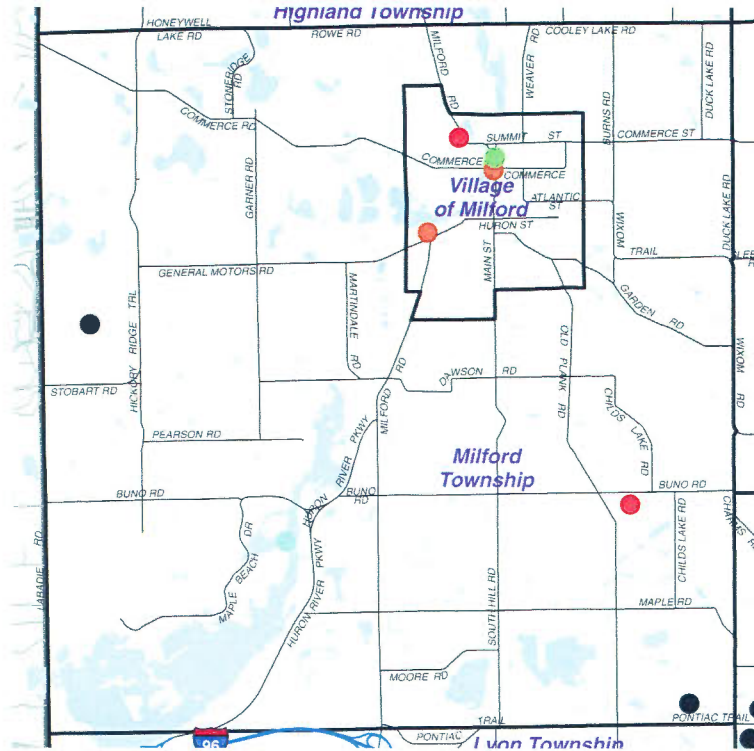 Highland Township
HONEYWELL
LAKE RD
ROWE RD
COOLEY LAKE RD
MILFORD RD
WEAVER RD
STONERIDGE RD
BURNS RD
DUCK LAKE RD
COMMERCE RD
SUMMIT ST
COMMERCE ST
COMMERCE
COMMERCE
GARNER RD
Village
of Milford
ATLANTIC
ST
HURON ST
WIXOM
DUCK LAKE RD
MAIN ST
TRAIL
GENERAL MOTORS RD
MARTINDALE RD
HICKORY RIDGE TRL
GARDEN RD
OLD PLANK RD
WIXOM RD
STOBART RD
DAWSON RD
MILFORD RD
CHILDS LAKE RD
PEARSON RD
Milford
Township
BUNO RD
HURON RIVER PKWY
BUNO
RD
BUNO RD
LABADIE RD
MAPLE BEACH DR
CHILDS LAKE RD
CHARMS R
HURON RIVER PKWY
SOUTH HILL RD
MAPLE RD
MOORE RD
PONTIAC TRAIL
PONTIAC TRAIL
96
Lyon Township